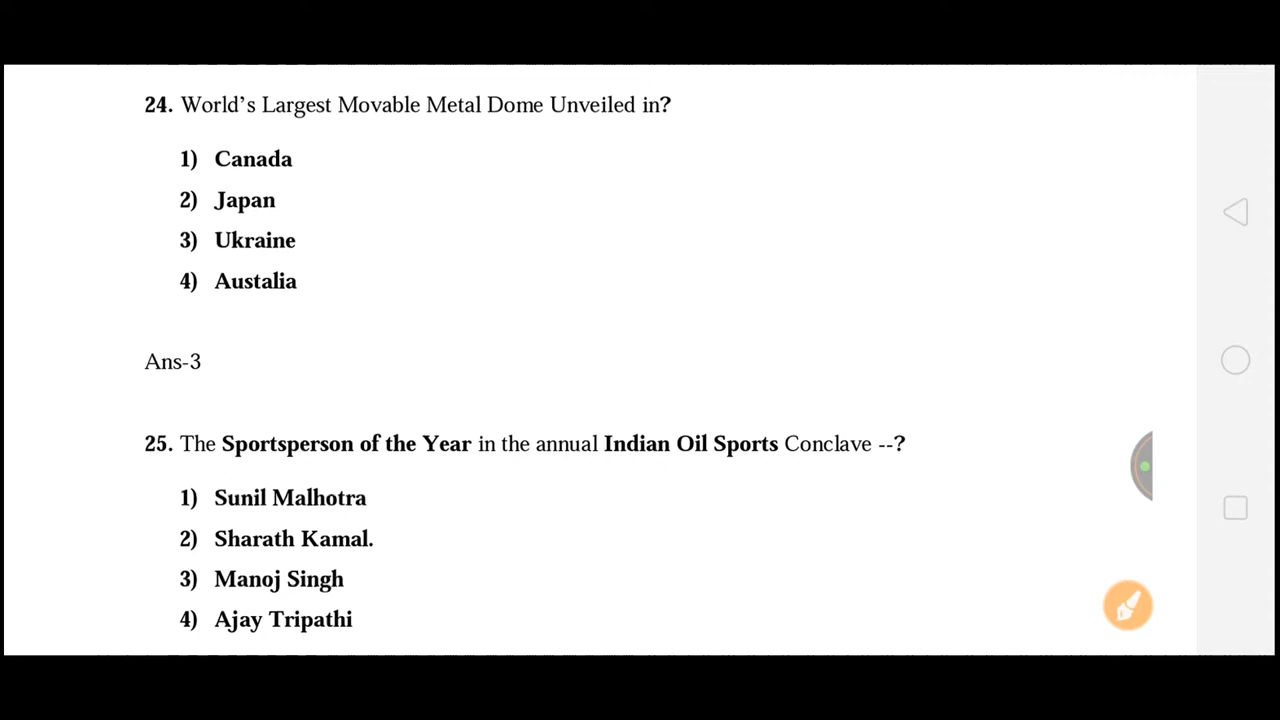 24. World’s Largest Movable Metal Dome Unveiled in?
1) Canada
2) Japan
3) Ukraine
4) Austalia
Ans-3
25. The Sportsperson of the Year in the annual Indian Oil Sports Conclave --?
1) Sunil Malhotra
2) Sharath Kamal.
3) Manoj Singh
4) Ajay Tripathi